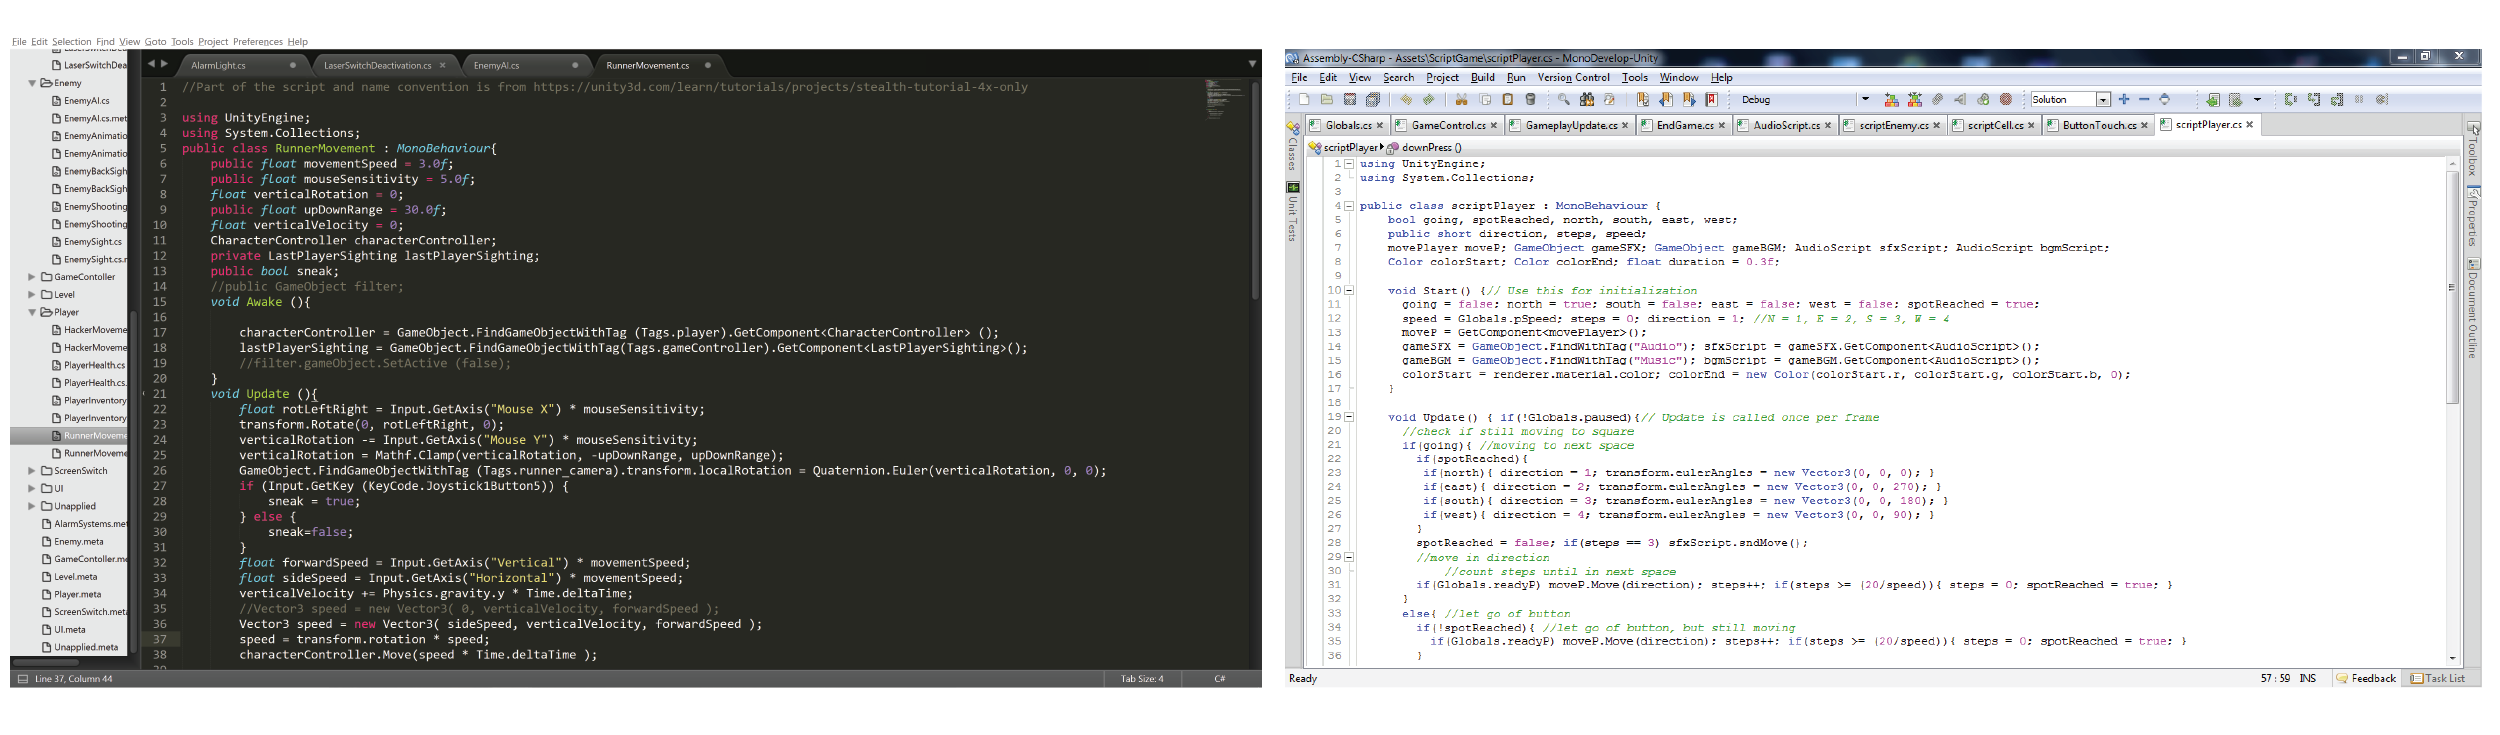 File Edit Selection Find View Goto Tools Project Preferences Help
LaserSwitchDea
Enemy
EnemyAI.cs
EnemyAI.cs.met
EnemyAnimatio
EnemyAnimatio
EnemyBackSigh
EnemyBackSigh
EnemyShooting
EnemyShooting
EnemySight.cs
EnemySight.cs.r
GameContoller
Level
Player
HackerMoveme
HackerMoveme
PlayerHealth.cs
PlayerHealth.cs.
PlayerInventory
PlayerInventory
RunnerMoveme
RunnerMoveme
ScreenSwitch
UI
Unapplied
AlarmSystems.met
Enemy.meta
GameContoller.me
Level.meta
Player.meta
ScreenSwitch.meta
UI.meta
Unapplied.meta
AlarmLight.cs LaserSwitchDeactivation.cs × EnemyAI.cs RunnerMovement.cs
1 //Part of the script and name convention is from https://unity3d.com/learn/tutorials/projects/stealth-tutorial-4x-only
2
3 using UnityEngine;
4 using System.Collections;
5 public class RunnerMovement : MonoBehaviour{
6 public float movementSpeed = 3.0f;
7 public float mouseSensitivity = 5.0f;
8 float verticalRotation = 0;
9 public float upDownRange = 30.0f;
10 float verticalVelocity = 0;
11 CharacterController characterController;
12 private LastPlayerSighting lastPlayerSighting;
13 public bool sneak;
14 //public GameObject filter;
15 void Awake (){
16
17 characterController = GameObject.FindGameObjectWithTag (Tags.player).GetComponent<CharacterController> ();
18 lastPlayerSighting = GameObject.FindGameObjectWithTag(Tags.gameController).GetComponent<LastPlayerSighting>();
19 //filter.gameObject.SetActive (false);
20 }
21 void Update (){
22 float rotLeftRight = Input.GetAxis("Mouse X") * mouseSensitivity;
23 transform.Rotate(0, rotLeftRight, 0);
24 verticalRotation -= Input.GetAxis("Mouse Y") * mouseSensitivity;
25 verticalRotation = Mathf.Clamp(verticalRotation, -upDownRange, upDownRange);
26 GameObject.FindGameObjectWithTag (Tags.runner_camera).transform.localRotation = Quaternion.Euler(verticalRotation, 0, 0);
27 if (Input.GetKey (KeyCode.Joystick1Button5)) {
28 sneak = true;
29 } else {
30 sneak=false;
31 }
32 float forwardSpeed = Input.GetAxis("Vertical") * movementSpeed;
33 float sideSpeed = Input.GetAxis("Horizontal") * movementSpeed;
34 verticalVelocity += Physics.gravity.y * Time.deltaTime;
35 //Vector3 speed = new Vector3( 0, verticalVelocity, forwardSpeed );
36 Vector3 speed = new Vector3( sideSpeed, verticalVelocity, forwardSpeed );
37 speed = transform.rotation * speed;
38 characterController.Move(speed * Time.deltaTime );
Line 37, Column 44 Tab Size: 4 C#
Assembly-CSharp - Assets\ScriptGame\scriptPlayer.cs - MonoDevelop-Unity
File Edit View Search Project Build Run Version Control Tools Window Help
Debug Solution
Globals.cs × GameControl.cs × GameplayUpdate.cs × EndGame.cs × AudioScript.cs × scriptEnemy.cs × scriptCell.cs × ButtonTouch.cs × scriptPlayer.cs ×
Classes
Unit Tests
scriptPlayer downPress ()
1 using UnityEngine;
2 using System.Collections;
3
4 public class scriptPlayer : MonoBehaviour {
5 bool going, spotReached, north, south, east, west;
6 public short direction, steps, speed;
7 movePlayer moveP; GameObject gameSFX; GameObject gameBGM; AudioScript sfxScript; AudioScript bgmScript;
8 Color colorStart; Color colorEnd; float duration = 0.3f;
9
10 void Start() {// Use this for initialization
11 going = false; north = true; south = false; east = false; west = false; spotReached = true;
12 speed = Globals.pSpeed; steps = 0; direction = 1; //N = 1, E = 2, S = 3, W = 4
13 moveP = GetComponent<movePlayer>();
14 gameSFX = GameObject.FindWithTag("Audio"); sfxScript = gameSFX.GetComponent<AudioScript>();
15 gameBGM = GameObject.FindWithTag("Music"); bgmScript = gameBGM.GetComponent<AudioScript>();
16 colorStart = renderer.material.color; colorEnd = new Color(colorStart.r, colorStart.g, colorStart.b, 0);
17 }
18
19 void Update() { if(!Globals.paused){// Update is called once per frame
20 //check if still moving to square
21 if(going){ //moving to next space
22 if(spotReached){
23 if(north){ direction = 1; transform.eulerAngles = new Vector3(0, 0, 0); }
24 if(east){ direction = 2; transform.eulerAngles = new Vector3(0, 0, 270); }
25 if(south){ direction = 3; transform.eulerAngles = new Vector3(0, 0, 180); }
26 if(west){ direction = 4; transform.eulerAngles = new Vector3(0, 0, 90); }
27 }
28 spotReached = false; if(steps == 3) sfxScript.sndMove();
29 //move in direction
30 //count steps until in next space
31 if(Globals.readyP) moveP.Move(direction); steps++; if(steps >= (20/speed)){ steps = 0; spotReached = true; }
32 }
33 else{ //let go of button
34 if(!spotReached){ //let go of button, but still moving
35 if(Globals.readyP) moveP.Move(direction); steps++; if(steps >= (20/speed)){ steps = 0; spotReached = true; }
36 }
Toolbox
Properties
Document Outline
Ready 57 : 59 INS Feedback Task List